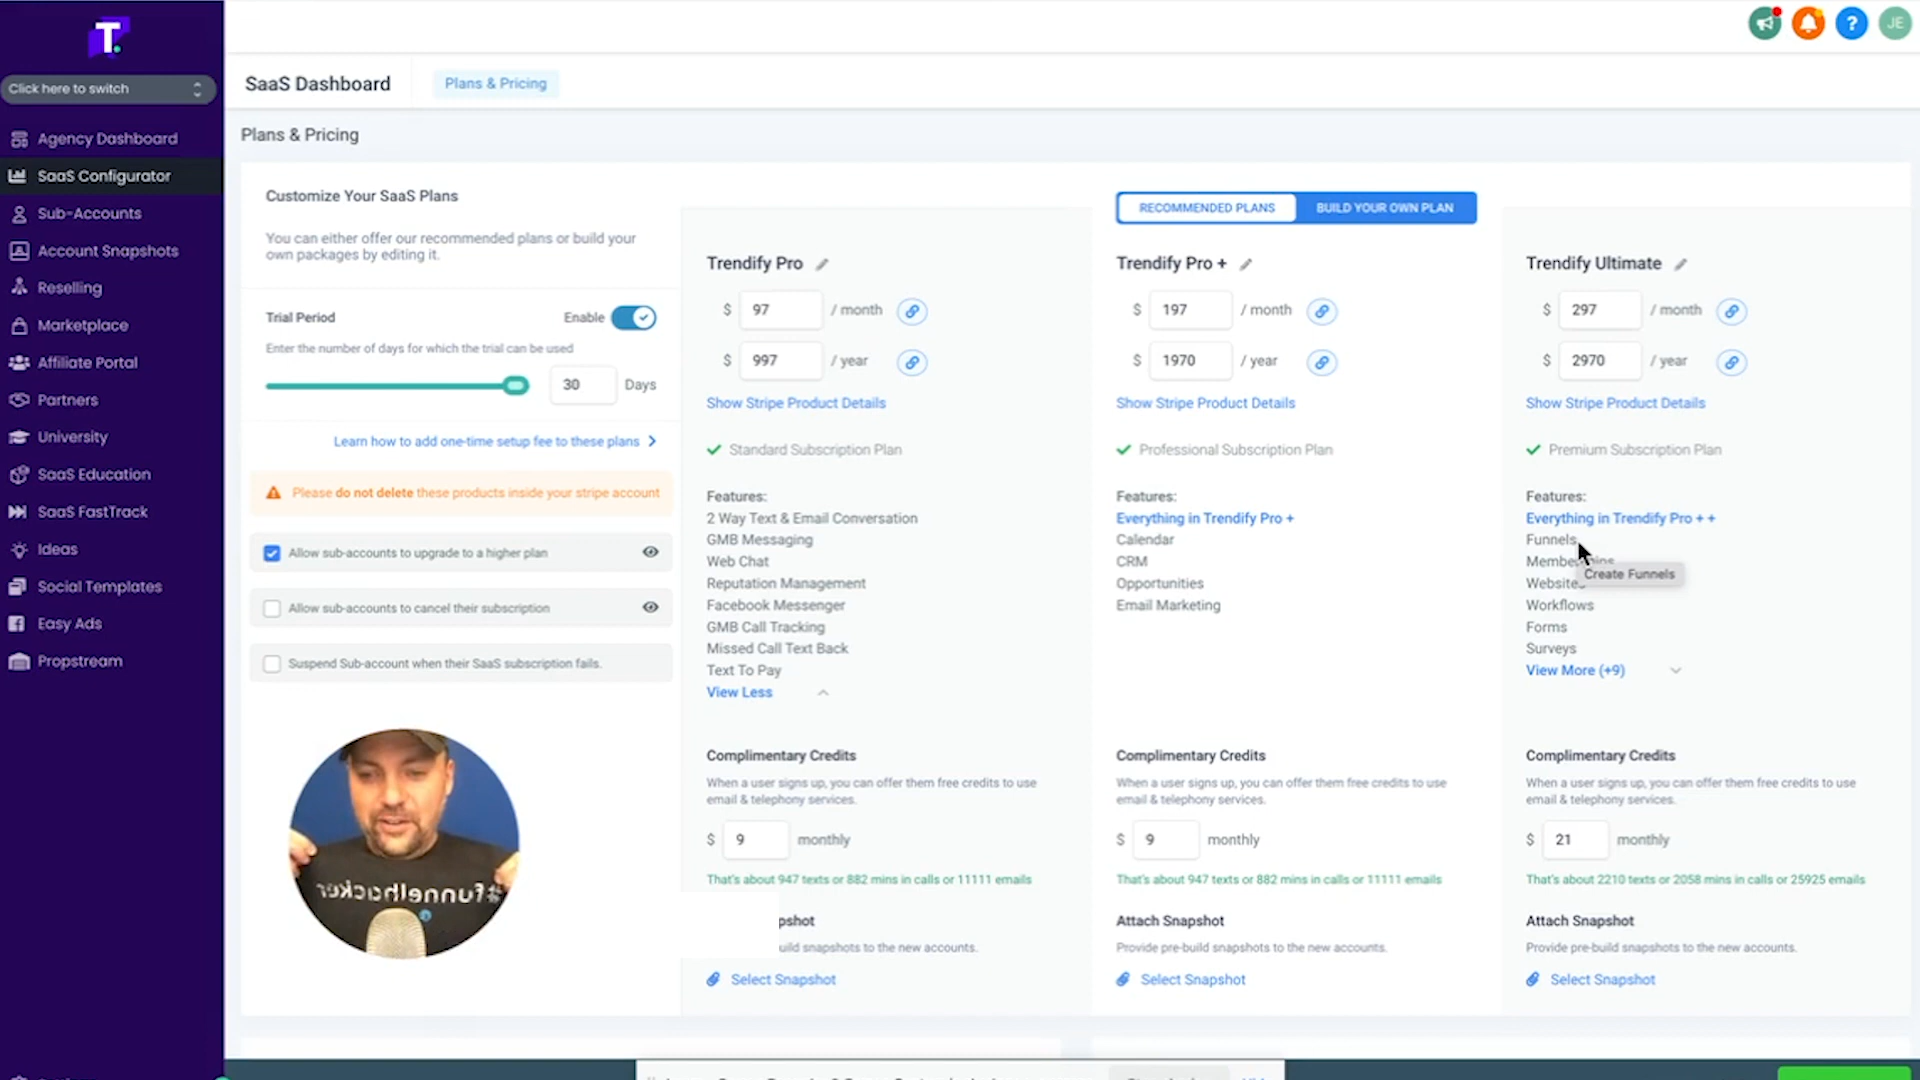 T.
Click here to switch
Agency Dashboard
SaaS Configurator
Sub-Accounts
Account Snapshots
Reselling
Marketplace
Affiliate Portal
Partners
University
SaaS Education
SaaS FastTrack
Ideas
Social Templates
Easy Ads
Propstream
?
JE
SaaS Dashboard
Plans & Pricing
Plans & Pricing
Customize Your SaaS Plans
You can either offer our recommended plans or build your
own packages by editing it.
Trial Period
Enable
Enter the number of days for which the trial can be used
30 Days
Learn how to add one-time setup fee to these plans
Please do not delete these products inside your stripe account
Allow sub-accounts to upgrade to a higher plan
Allow sub-accounts to cancel their subscription
Suspend Sub-account when their SaaS subscription fails.
#funnelhacker
RECOMMENDED PLANS
BUILD YOUR OWN PLAN
Trendify Pro
$ 97 / month
$ 997 / year
Show Stripe Product Details
Standard Subscription Plan
Features:
2 Way Text & Email Conversation
GMB Messaging
Web Chat
Reputation Management
Facebook Messenger
GMB Call Tracking
Missed Call Text Back
Text To Pay
View Less
Complimentary Credits
When a user signs up, you can offer them free credits to use
email & telephony services.
$ 9 monthly
That's about 947 texts or 882 mins in calls or 11111 emails
pshot
uild snapshots to the new accounts.
Select Snapshot
Trendify Pro +
$ 197 / month
$ 1970 / year
Show Stripe Product Details
Professional Subscription Plan
Features:
Everything in Trendify Pro +
Calendar
CRM
Opportunities
Email Marketing
Complimentary Credits
When a user signs up, you can offer them free credits to use
email & telephony services.
$ 9 monthly
That's about 947 texts or 882 mins in calls or 11111 emails
Attach Snapshot
Provide pre-build snapshots to the new accounts.
Select Snapshot
Trendify Ultimate
$ 297 / month
$ 2970 / year
Show Stripe Product Details
Premium Subscription Plan
Features:
Everything in Trendify Pro + +
Funnels
Create Funnels
Workflows
Forms
Surveys
View More (+9)
Complimentary Credits
When a user signs up, you can offer them free credits to use
email & telephony services.
$ 21 monthly
That's about 2210 texts or 2058 mins in calls or 25925 emails
Attach Snapshot
Provide pre-build snapshots to the new accounts.
Select Snapshot